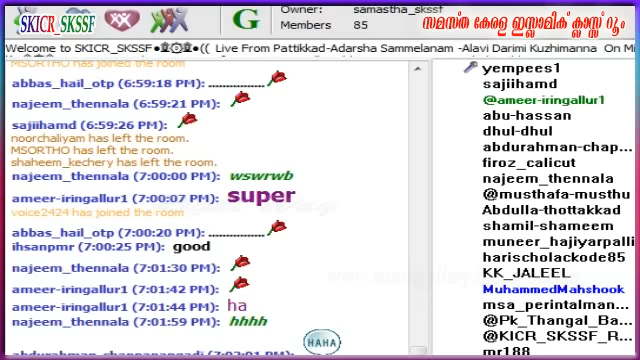 SKICR_SKSSF
G
Owner: samastha_skssf
Members 85
സമസ്ത കേരള ഇസ്ലാമിക് ക്ലാസ്സ് റൂം
Welcome to SKICR_SKSSF Live From Pattikkad-Adarsha Sammelanam -Alavi Darimi Kuzhimanna On Mi
MSORTHO has joined the room
abbas_hail_otp (6:59:18 PM): ................
najeem_thennala (6:59:21 PM):
sajiihamd (6:59:26 PM):
noorchaliyam has left the room.
MSORTHO has left the room.
shaheem_kechery has left the room.
najeem_thennala (7:00:00 PM): wswrwb
ameer-iringallur1 (7:00:07 PM): super
voice2424 has joined the room
abbas_hail_otp (7:00:20 PM): ................
ihsanpmr (7:00:25 PM): good
najeem_thennala (7:01:30 PM):
ameer-iringallur1 (7:01:42 PM):
ameer-iringallur1 (7:01:44 PM): ha
najeem_thennala (7:01:59 PM): hhhh
HAHA
yempees1
sajiihamd
@ameer-iringallur1
abu-hassan
dhul-dhul
abdurahman-chap...
firoz_calicut
najeem_thennala
@musthafa-musthu
Abdulla-thottakkad
shamil-shameem
muneer_hajiyarpalli
harischolackode85
KK_JALEEL
MuhammedMahshook
msa_perintalman...
@Pk_Thangal_Ba...
@KICR_SKSSF_R...
mr188